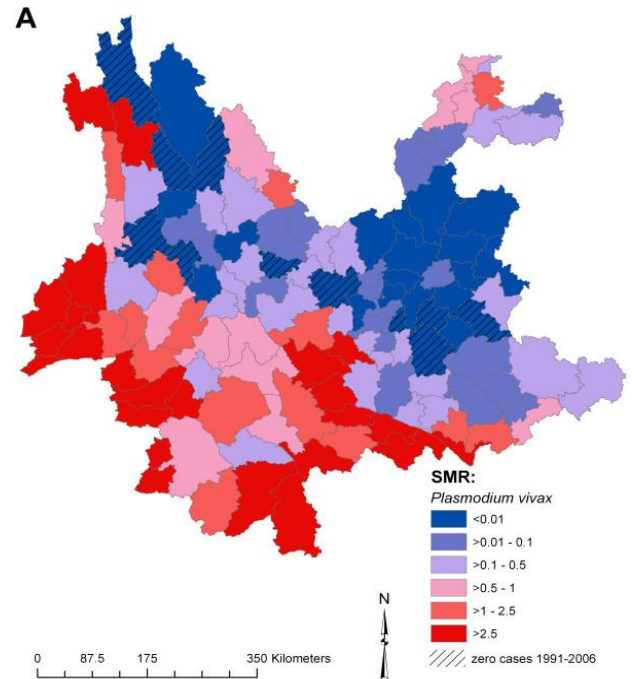 A
SMR:
Plasmodium vivax
<0.01
>0.01 - 0.1
>0.1 - 0.5
>0.5 - 1
>1 - 2.5
>2.5
zero cases 1991-2006
N
0 87.5 175 350 Kilometers